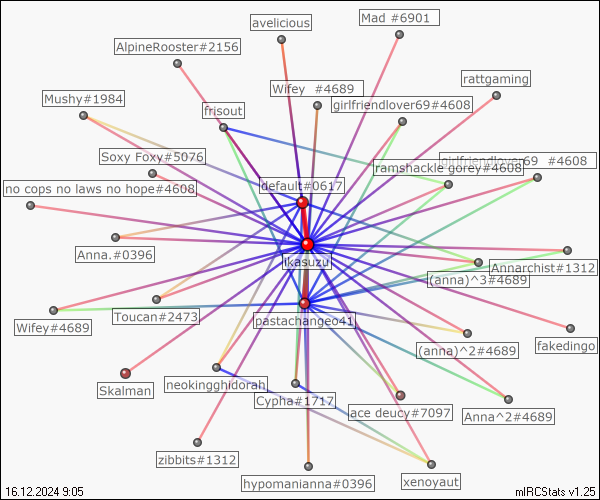 avelicious
Mad #6901
AlpineRooster#2156
rattgaming
Wifey #4689
Mushy#1984
girlfriendlover69#4608
frisout
Soxy Foxy#5076
girlfriendlover69 #4608
ramshackle gorey#4608
default#0617
no cops no laws no hope#4608
Anna.#0396
ikasuzu
Annarchist#1312
(anna)^3#4689
Toucan#2473
pastachangeo41
Wifey#4689
fakedingo
(anna)^2#4689
neokingghidorah
Skalman
Cypha#1717
ace deucy#7097
Anna^2#4689
zibbits#1312
hypomanianna#0396
xenoyaut
16.12.2024 9:05
mIRCStats v1.25